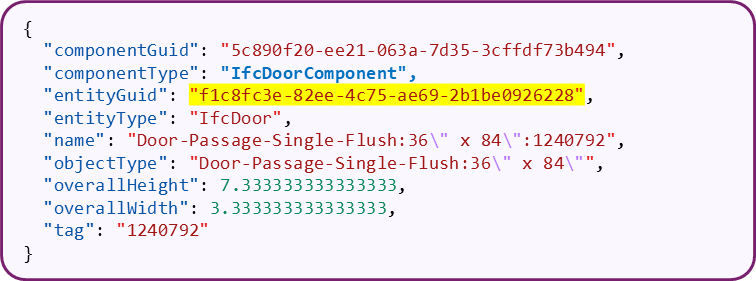 {
"componentGuid": "5c890f20-ee21-063a-7d35-3cffdf73b494",
"componentType": "IfcDoorComponent",
"entityGuid": "f1c8fc3e-82ee-4c75-ae69-2b1be0926228",
"entityType": "IfcDoor",
"name": "Door-Passage-Single-Flush:36\" x 84\":1240792",
"objectType": "Door-Passage-Single-Flush:36\" x 84\"",
"overallHeight": 7.333333333333333,
"overallWidth": 3.333333333333333,
"tag": "1240792"
}